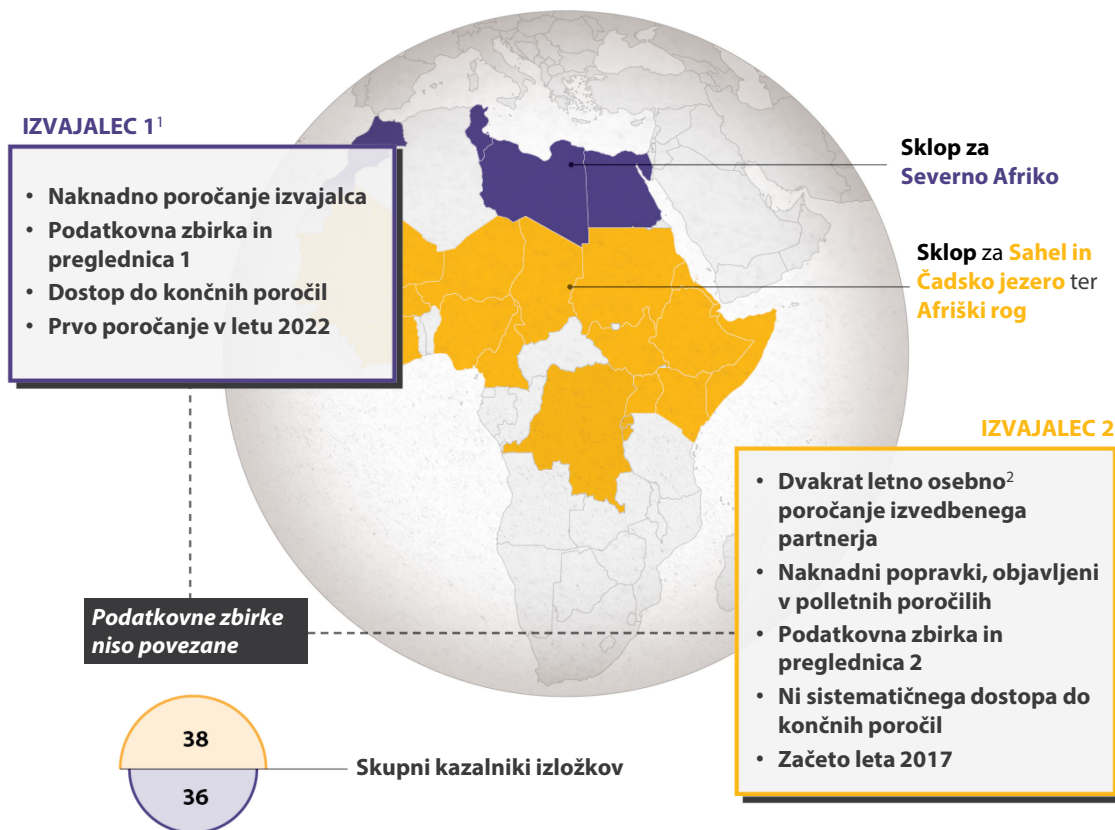 IZVAJALEC 1¹
• Naknadno poročanje izvajalca
• Podatkovna zbirka in
preglednica 1
• Dostop do končnih poročil
• Prvo poročanje v letu 2022
Sklop za
Severno Afriko
Sklop za Sahel in
Čadsko jezero ter
Afriški rog
IZVAJALEC 2
• Dvakrat letno osebno²
poročanje izvedbenega
partnerja
• Naknadni popravki, objavljeni
v polletnih poročilih
• Podatkovna zbirka in
preglednica 2
• Ni sistematičnega dostopa do
končnih poročil
• Začeto leta 2017
Podatkovne zbirke
niso povezane
38
36
Skupni kazalniki izložkov